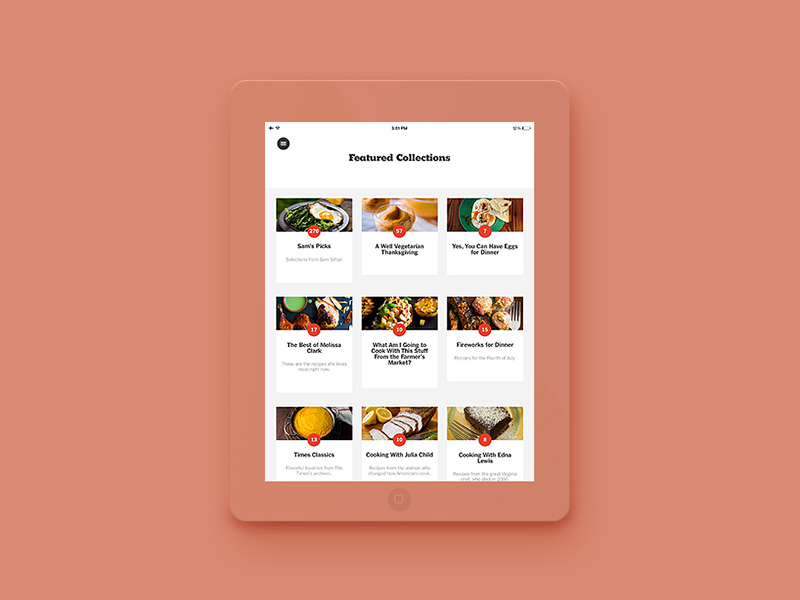 5:51 PM
12%
Featured Collections
270
57
7
Sam's Picks
Selections from Sam Sifton
A Well Vegetarian
Thanksgiving
Yes, You Can Have Eggs
for Dinner
17
10
15
The Best of Melissa
Clark
These are the recipes she loves
most right now.
What Am I Going to
Cook With This Stuff
From the Farmer's
Market?
Fireworks for Dinner
Recipes for the Fourth of July.
13
10
8
Times Classics
Flavorful favorites from The
Times's archives.
Cooking With Julia Child
Recipes from the woman who
changed how Americans cook.
Cooking With Edna
Lewis
Recipes from the great Virginia
chef, who died in 2006.